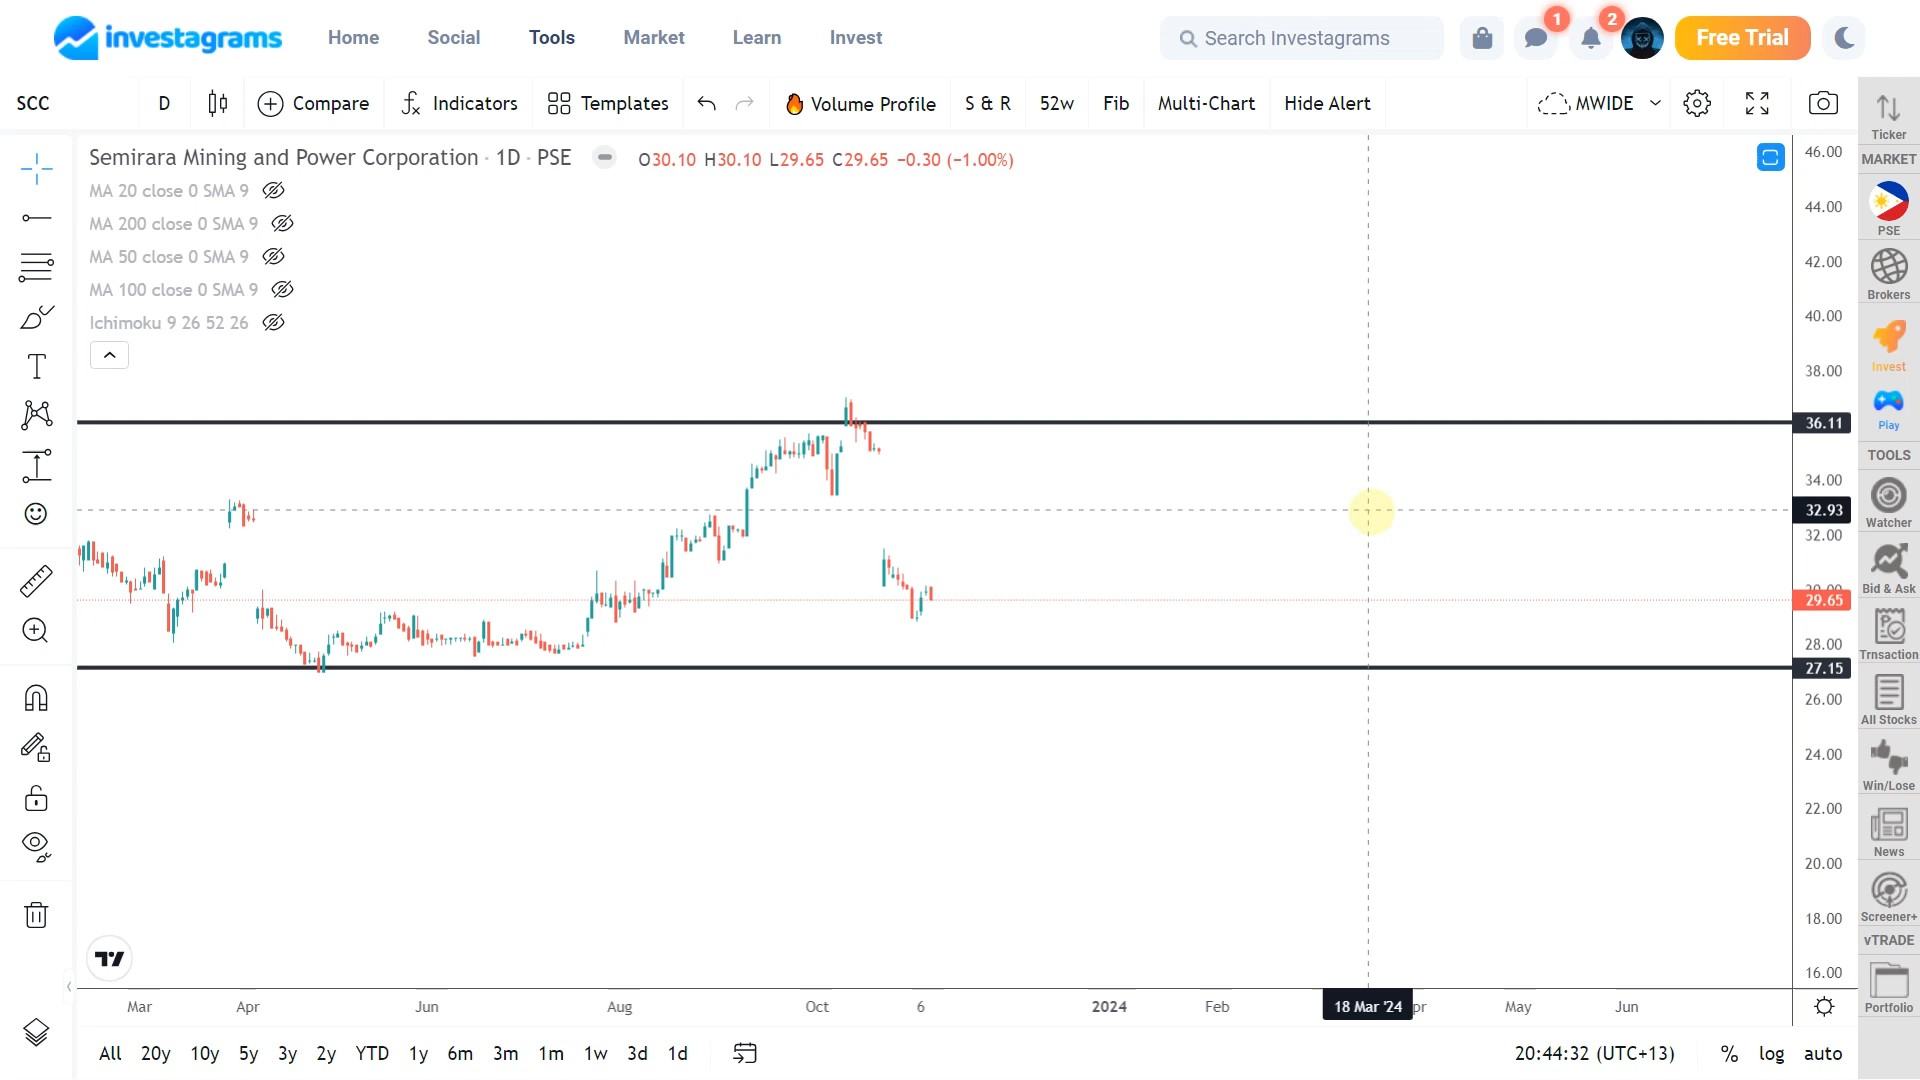 investagrams
Home
Social
Tools
Market
Learn
Invest
Search Investagrams
1
2
Free Trial
SCC
D
Compare
Indicators
Templates
Volume Profile
S & R
52w
Fib
Multi-Chart
Hide Alert
MWIDE
Semirara Mining and Power Corporation · 1D · PSE
O30.10 H30.10 L29.65 C29.65 −0.30 (−1.00%)
MA 20 close 0 SMA 9
MA 200 close 0 SMA 9
MA 50 close 0 SMA 9
MA 100 close 0 SMA 9
Ichimoku 9 26 52 26
46.00
44.00
42.00
40.00
38.00
36.11
34.00
32.93
32.00
30.00
29.65
28.00
27.15
26.00
24.00
22.00
20.00
18.00
16.00
Mar
Apr
Jun
Aug
Oct
6
2024
Feb
18 Mar '24
pr
May
Jun
All
20y
10y
5y
3y
2y
YTD
1y
6m
3m
1m
1w
3d
1d
20:44:32 (UTC+13)
%
log
auto
Ticker
MARKET
PSE
Brokers
Invest
Play
TOOLS
Watcher
Bid & Ask
Trnsaction
All Stocks
Win/Lose
News
Screener+
vTRADE
Portfolio